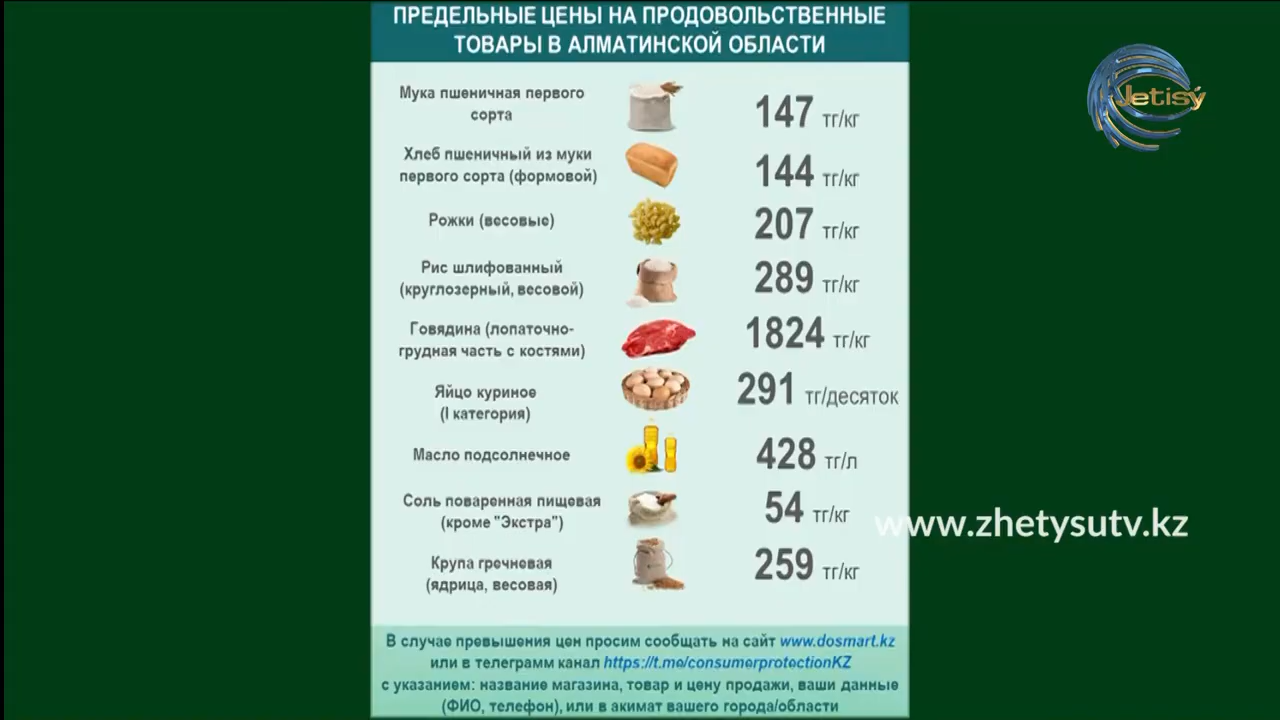 ПРЕДЕЛЬНЫЕ ЦЕНЫ НА ПРОДОВОЛЬСТВЕННЫЕ
ТОВАРЫ В АЛМАТИНСКОЙ ОБЛАСТИ
Jetisý
Мука пшеничная первого
сорта
147 тг/кг
Хлеб пшеничный из муки
первого сорта (формовой)
144 тг/кг
Рожки (весовые)
207 тг/кг
Рис шлифованный
(круглозерный, весовой)
289 тг/кг
Говядина (лопаточно-
грудная часть с костями)
1824 тг/кг
Яйцо куриное
(I категория)
291 тг/десяток
Масло подсолнечное
428 тг/л
Соль поваренная пищевая
(кроме "Экстра")
54 тг/кг
www.zhetysutv.kz
Крупа гречневая
(ядрица, весовая)
259 тг/кг
В случае превышения цен просим сообщать на сайт www.dosmart.kz
или в телеграмм канал https://t.me/consumerprotectionKZ
с указанием: название магазина, товар и цену продажи, ваши данные
(ФИО, телефон), или в акимат вашего города/области